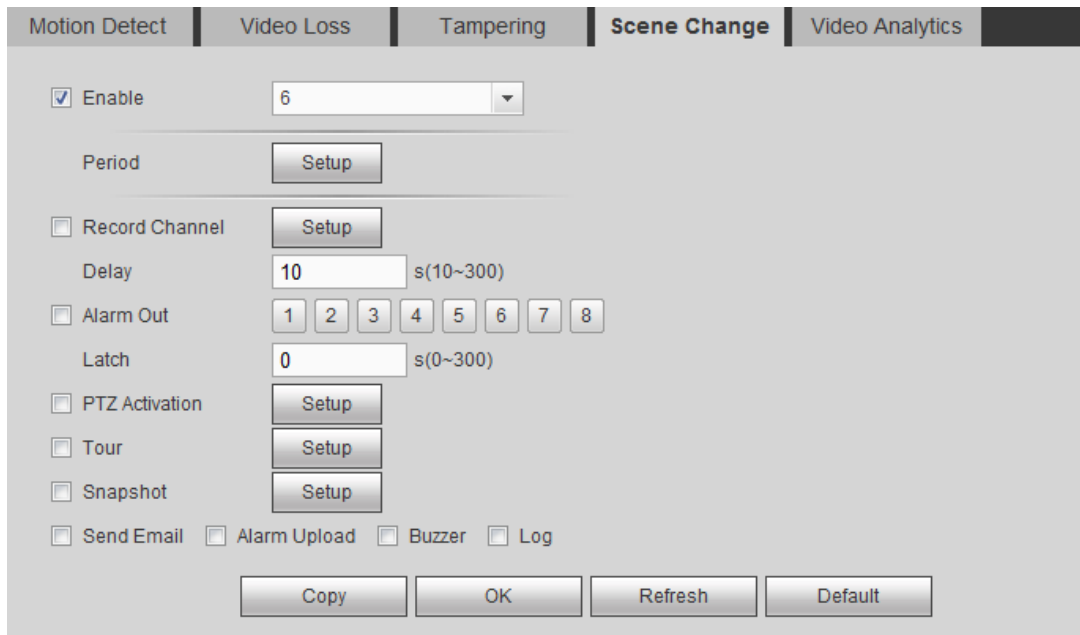 Motion Detect Video Loss Tampering Scene Change Video Analytics
Enable 6
Period Setup
Record Channel Setup
Delay 10 s(10~300)
Alarm Out 1 2 3 4 5 6 7 8
Latch 0 s(0~300)
PTZ Activation Setup
Tour Setup
Snapshot Setup
Send Email Alarm Upload Buzzer Log
Copy OK Refresh Default